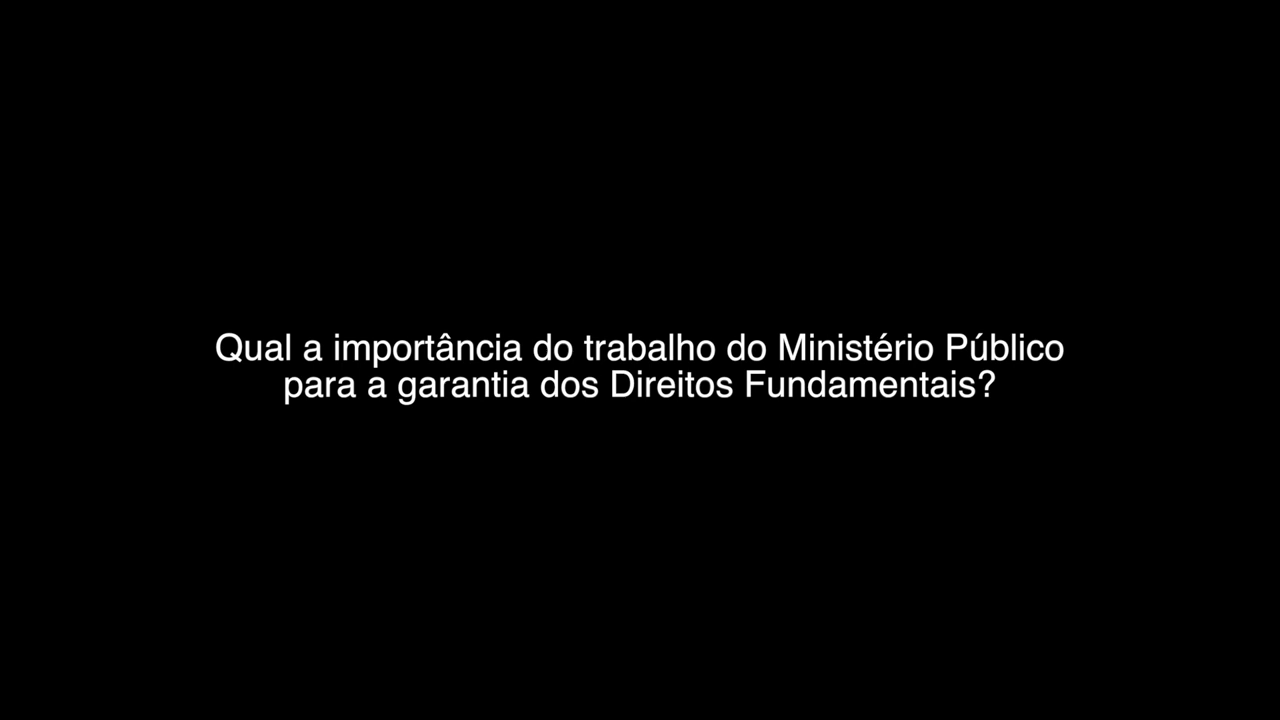 Qual a importância do trabalho do Ministério Público
para a garantia dos Direitos Fundamentais?